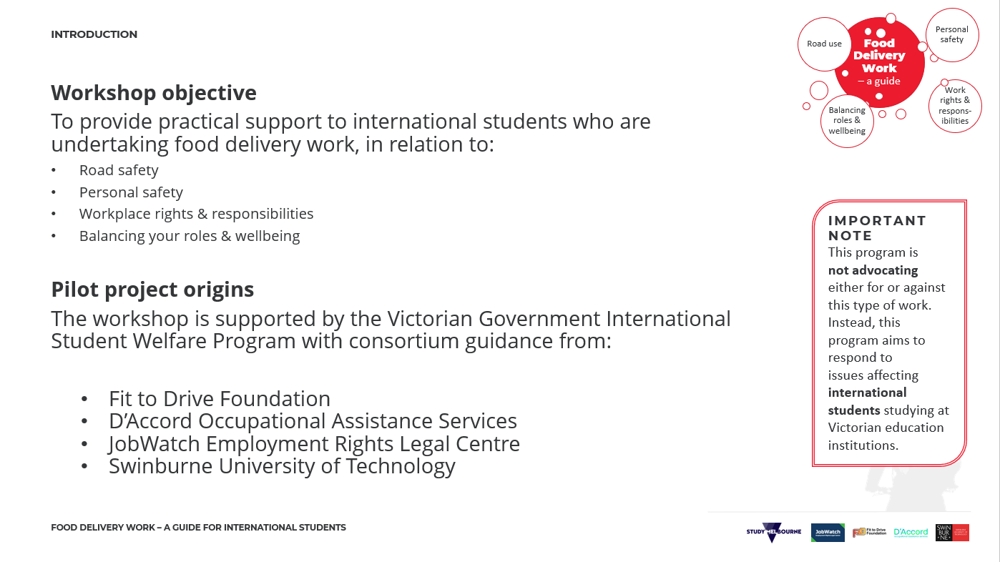 INTRODUCTION
Workshop objective
To provide practical support to international students who are
undertaking food delivery work, in relation to:
• Road safety
• Personal safety
• Workplace rights & responsibilities
• Balancing your roles & wellbeing
Pilot project origins
The workshop is supported by the Victorian Government International
Student Welfare Program with consortium guidance from:
• Fit to Drive Foundation
• D’Accord Occupational Assistance Services
• JobWatch Employment Rights Legal Centre
• Swinburne University of Technology
Road use
Food
Delivery
Work
– a guide
Personal
safety
Work
rights &
respons-
ibilities
Balancing
roles &
wellbeing
IMPORTANT
NOTE
This program is
not advocating
either for or against
this type of work.
Instead, this
program aims to
respond to
issues affecting
international
students studying at
Victorian education
institutions.
FOOD DELIVERY WORK – A GUIDE FOR INTERNATIONAL STUDENTS
STUDY MELBOURNE
JobWatch
Fit to Drive
Foundation
D’Accord
SWIN
BUR
•NE•